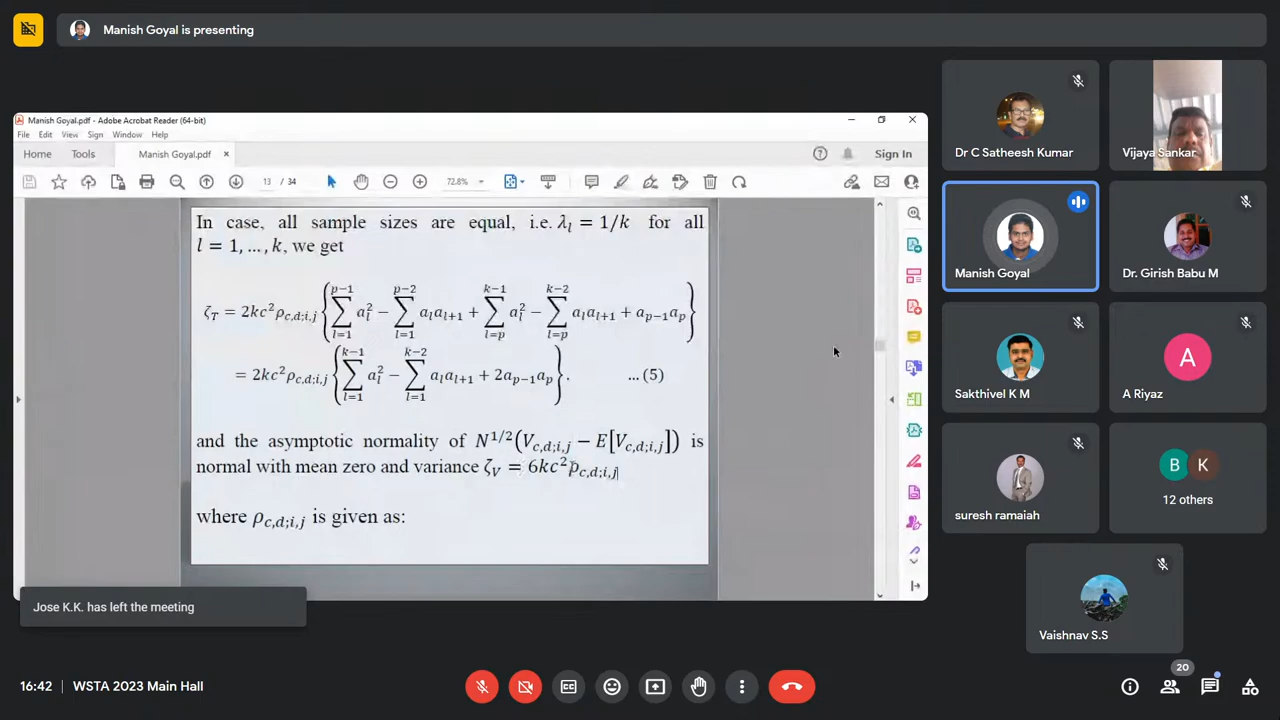 Manish Goyal is presenting
Manish Goyal.pdf - Adobe Acrobat Reader (64-bit)
File Edit View Sign Window Help
Home Tools Manish Goyal.pdf × Sign In
13 / 34 72.8%
In case, all sample sizes are equal, i.e. λ_l = 1/k for all
l = 1, …, k, we get
ζ_T = 2kc²ρ_{c,d;i,j} { ∑_{l=1}^{p−1} a_l² − ∑_{l=1}^{p−2} a_l a_{l+1} + ∑_{l=p}^{k−1} a_l² − ∑_{l=p}^{k−2} a_l a_{l+1} + a_{p−1}a_p }
= 2kc²ρ_{c,d;i,j} { ∑_{l=1}^{k−1} a_l² − ∑_{l=1}^{k−2} a_l a_{l+1} + 2a_{p−1}a_p }. …(5)
and the asymptotic normality of N^{1/2}(V_{c,d;i,j} − E[V_{c,d;i,j}]) is
normal with mean zero and variance ζ_V = 6kc²ρ_{c,d;i,j}
where ρ_{c,d;i,j} is given as:
Jose K.K. has left the meeting
Dr C Satheesh Kumar
Vijaya Sankar
Manish Goyal
Dr. Girish Babu M
Sakthivel K M
A
A Riyaz
suresh ramaiah
B K
12 others
Vaishnav S.S
16:42 | WSTA 2023 Main Hall
20